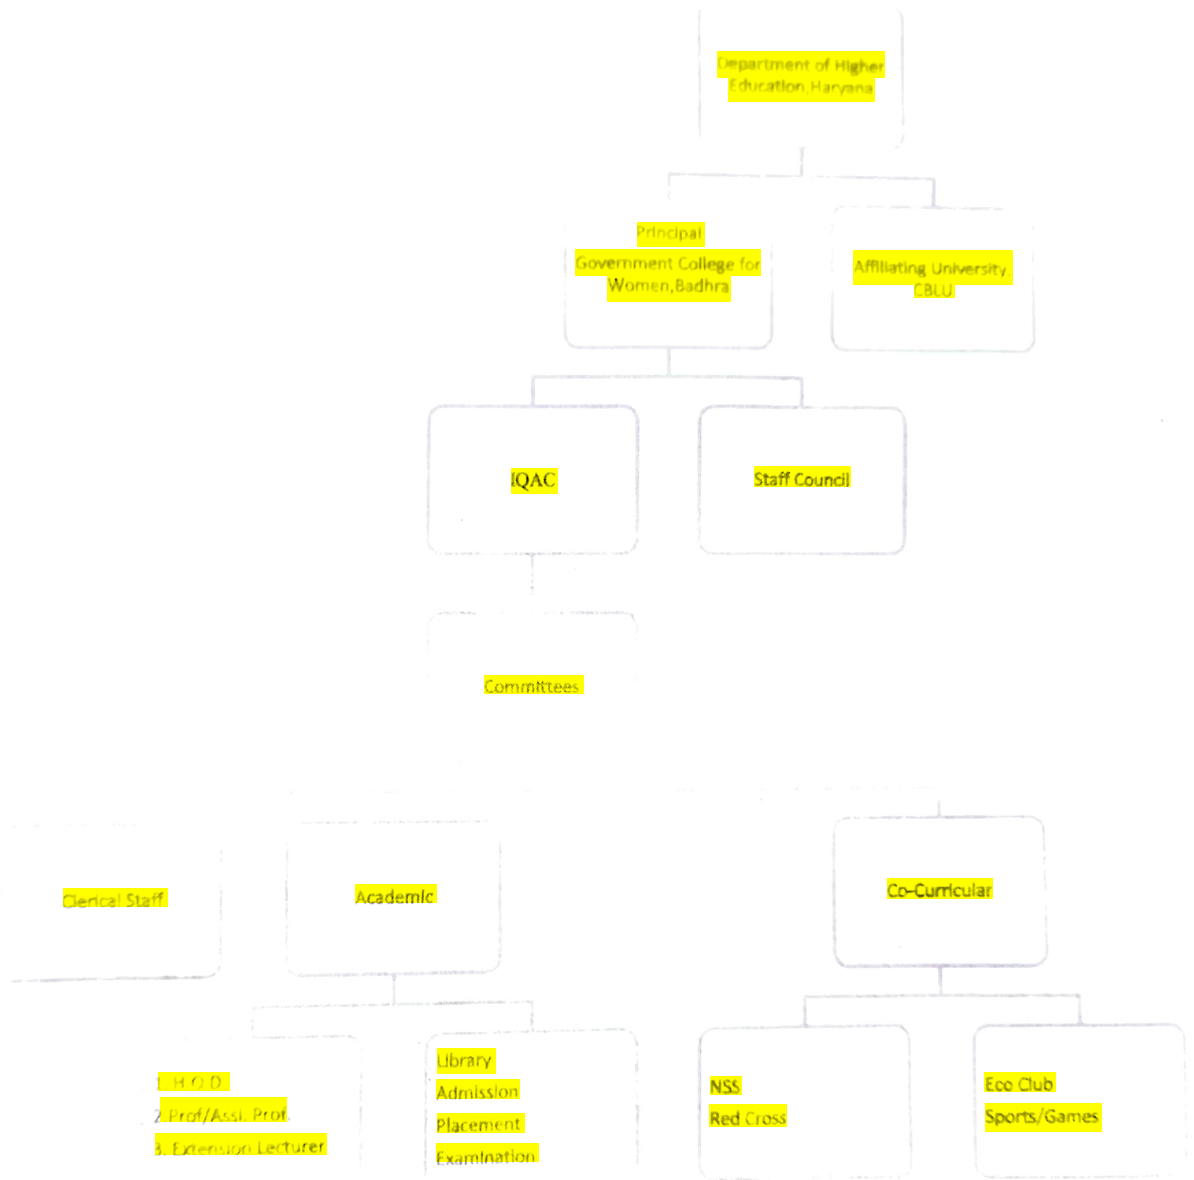 Department of Higher
Education,Haryana
Principal
Government College for
Women,Badhra
Affiliating University,
CBLU
IQAC
Staff Council
Committees
Clerical Staff
Academic
Co-Curricular
1. H.O.D
2.Prof/Assi. Prof.
3. Extension Lecturer
Library
Admission
Placement
Examination
NSS
Red Cross
Eco Club
Sports/Games